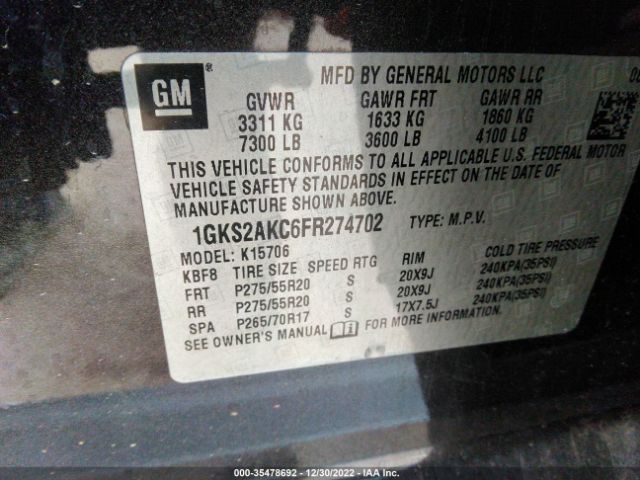 GM ® MFD BY GENERAL MOTORS LLC
GVWR GAWR FRT GAWR RR
3311 KG 1633 KG 1860 KG
7300 LB 3600 LB 4100 LB
THIS VEHICLE CONFORMS TO ALL APPLICABLE U.S. FEDERAL MOTOR
VEHICLE SAFETY STANDARDS IN EFFECT ON THE DATE OF
MANUFACTURE SHOWN ABOVE.
1GKS2AKC6FR274702 TYPE: M.P.V.
MODEL: K15706
KBF8 TIRE SIZE SPEED RTG RIM COLD TIRE PRESSURE
FRT P275/55R20 S 20X9J 240KPA(35PSI)
RR P275/55R20 S 20X9J 240KPA(35PSI)
SPA P265/70R17 S 17X7.5J 240KPA(35PSI)
SEE OWNER'S MANUAL FOR MORE INFORMATION.
000-35478692 - 12/30/2022 - IAA Inc.